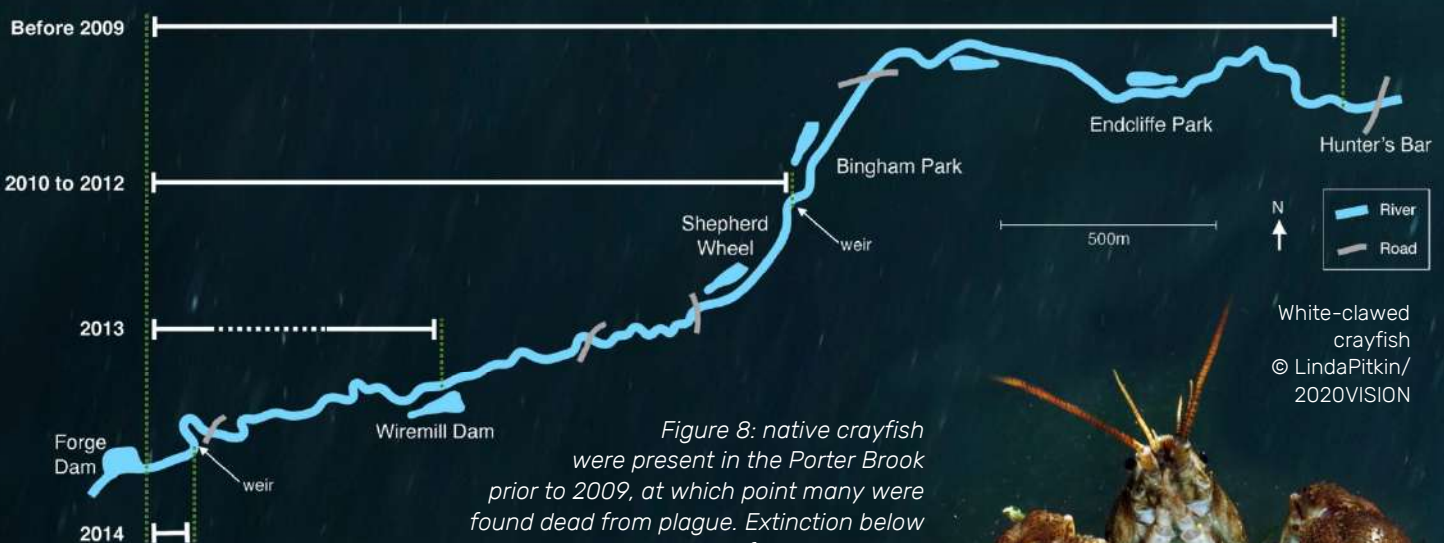 Before 2009
Endcliffe Park
Hunter's Bar
Bingham Park
2010 to 2012
Shepherd
Wheel
weir
500m
N
River
Road
2013
White-clawed
crayfish
© LindaPitkin/
2020VISION
Wiremill Dam
Forge
Dam
weir
2014
Figure 8: native crayfish
were present in the Porter Brook
prior to 2009, at which point many were
found dead from plague. Extinction below